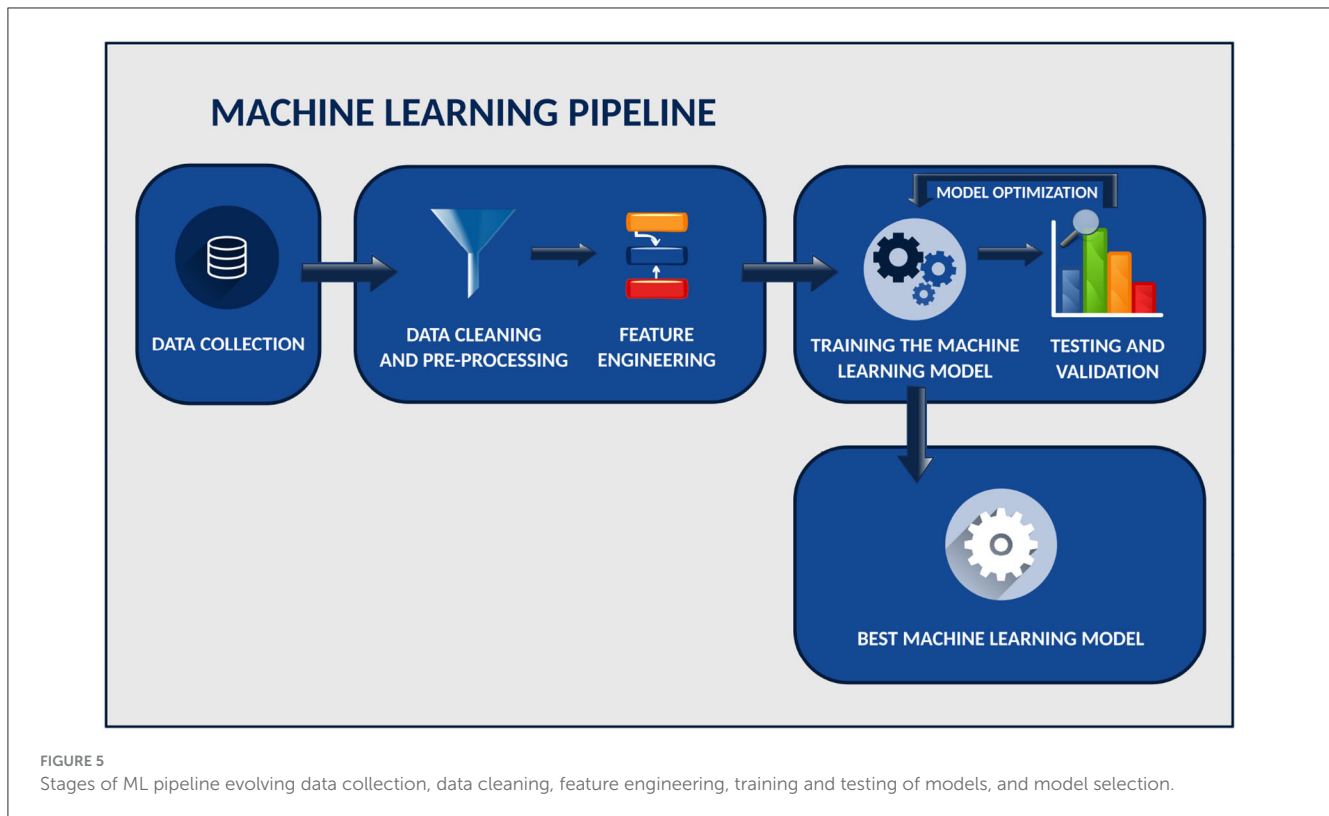 MACHINE LEARNING PIPELINE
DATA COLLECTION
DATA CLEANING
AND PRE-PROCESSING
FEATURE
ENGINEERING
MODEL OPTIMIZATION
TRAINING THE MACHINE
LEARNING MODEL
TESTING AND
VALIDATION
BEST MACHINE LEARNING MODEL
FIGURE 5
Stages of ML pipeline evolving data collection, data cleaning, feature engineering, training and testing of models, and model selection.